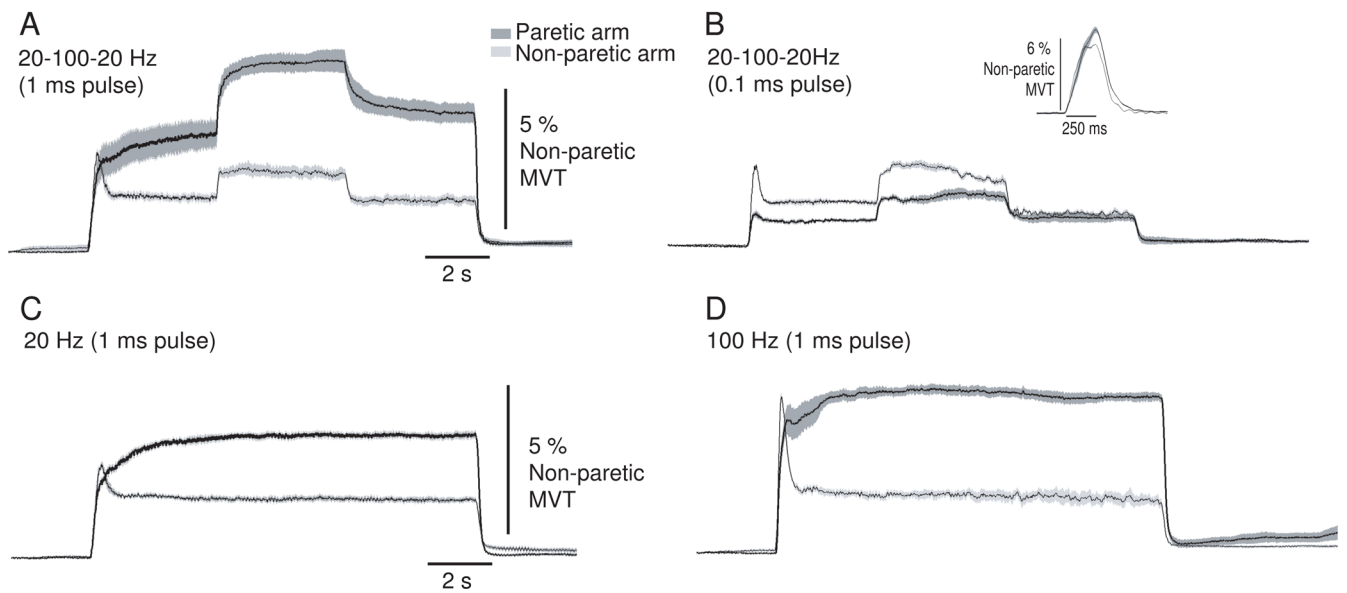 A
20-100-20 Hz
(1 ms pulse)
Paretic arm
Non-paretic arm
5 %
Non-paretic
MVT
2 s
B
20-100-20Hz
(0.1 ms pulse)
6 %
Non-paretic
MVT
250 ms
C
20 Hz (1 ms pulse)
5 %
Non-paretic
MVT
2 s
D
100 Hz (1 ms pulse)